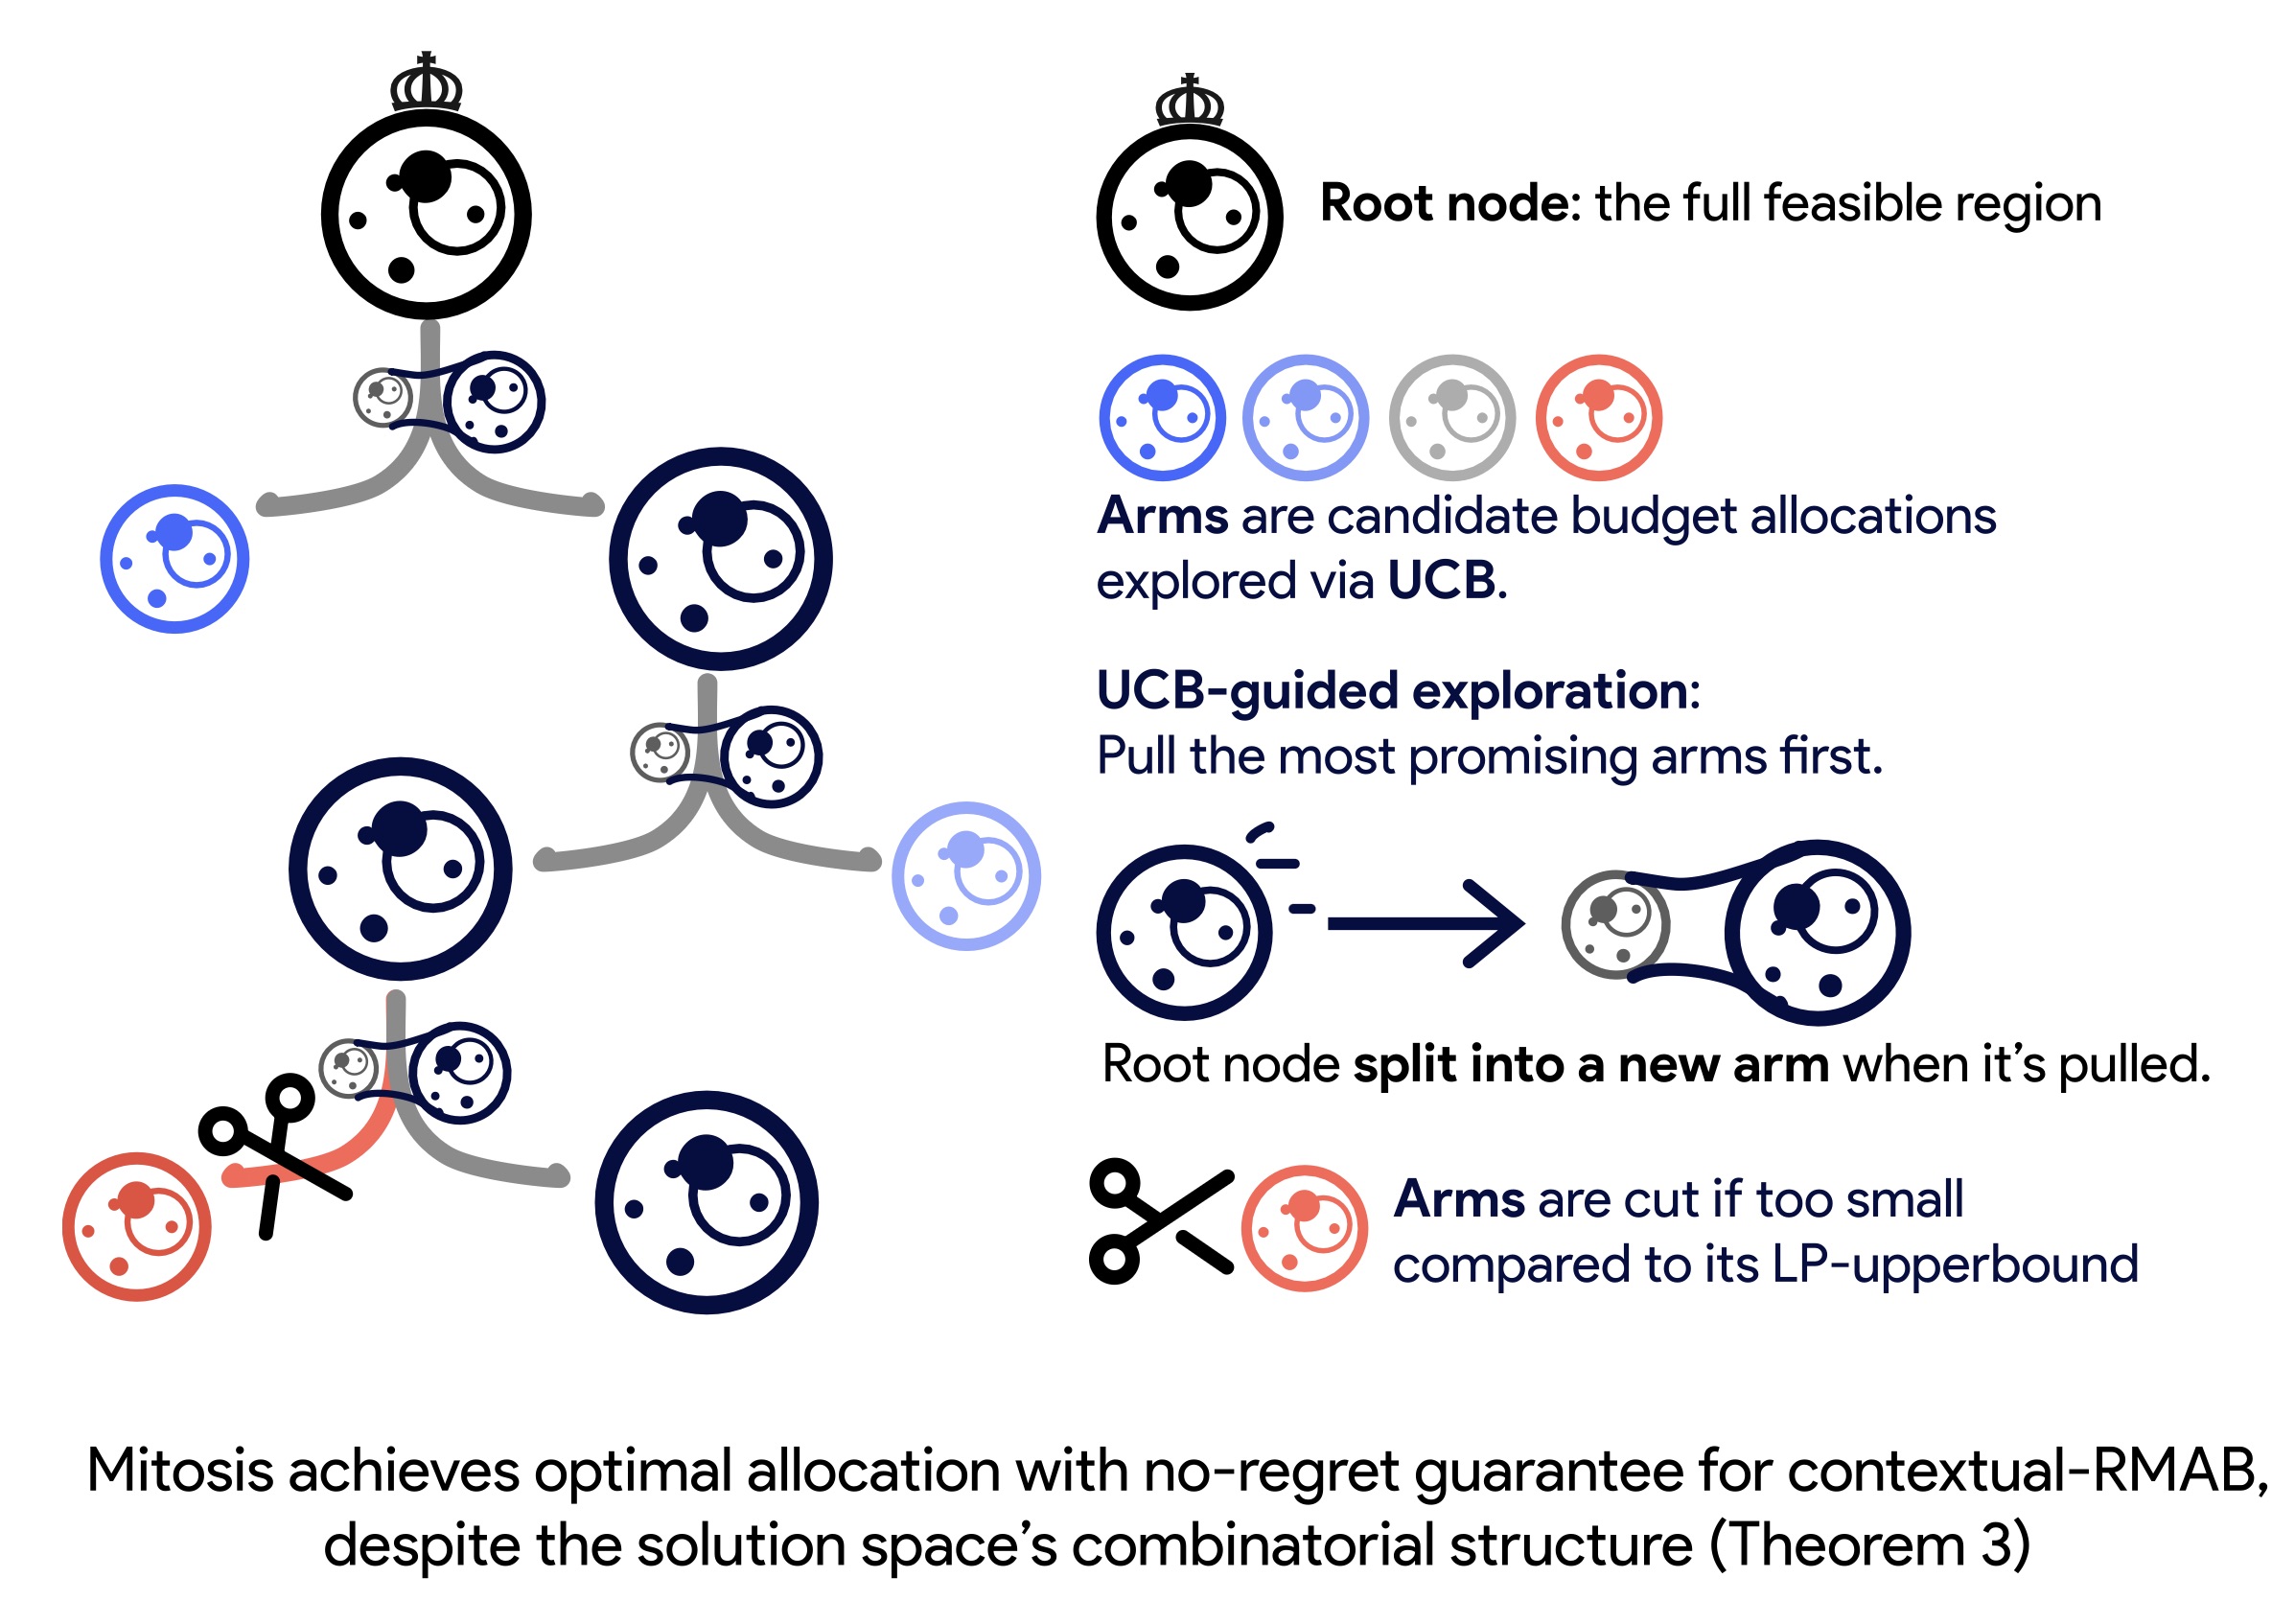 Root node: the full feasible region
Arms are candidate budget allocations
explored via UCB.
UCB-guided exploration:
Pull the most promising arms first.
Root node split into a new arm when it’s pulled.
Arms are cut if too small
compared to its LP-upperbound
Mitosis achieves optimal allocation with no-regret guarantee for contextual-RMAB,
despite the solution space’s combinatorial structure (Theorem 3)